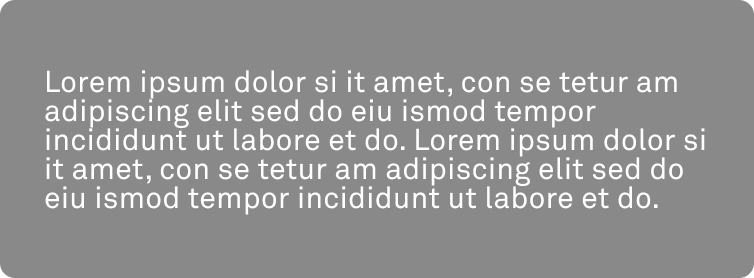 Lorem ipsum dolor si it amet, con se tetur am
adipiscing elit sed do eiu ismod tempor
incididunt ut labore et do. Lorem ipsum dolor si
it amet, con se tetur am adipiscing elit sed do
eiu ismod tempor incididunt ut labore et do.